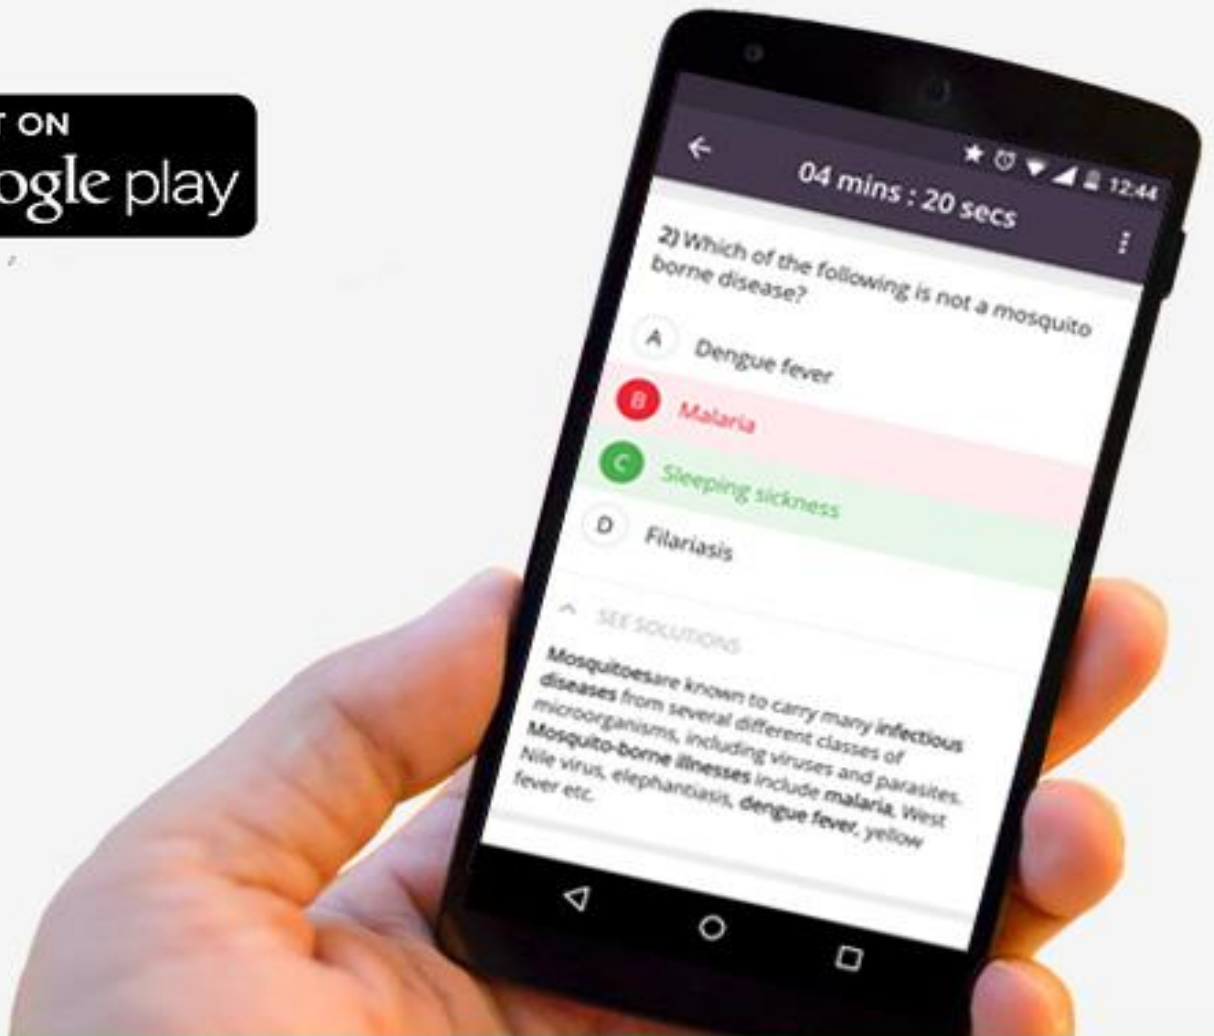 T ON
ogle play
12:44
04 mins : 20 secs
2) Which of the following is not a mosquito
borne disease?
A Dengue fever
B Malaria
C Sleeping sickness
D Filariasis
SEE SOLUTIONS
Mosquitoesare known to carry many infectious
diseases from several different classes of
microorganisms, including viruses and parasites.
Mosquito-borne illnesses include malaria, West
Nile virus, elephantiasis, dengue fever, yellow
fever etc.